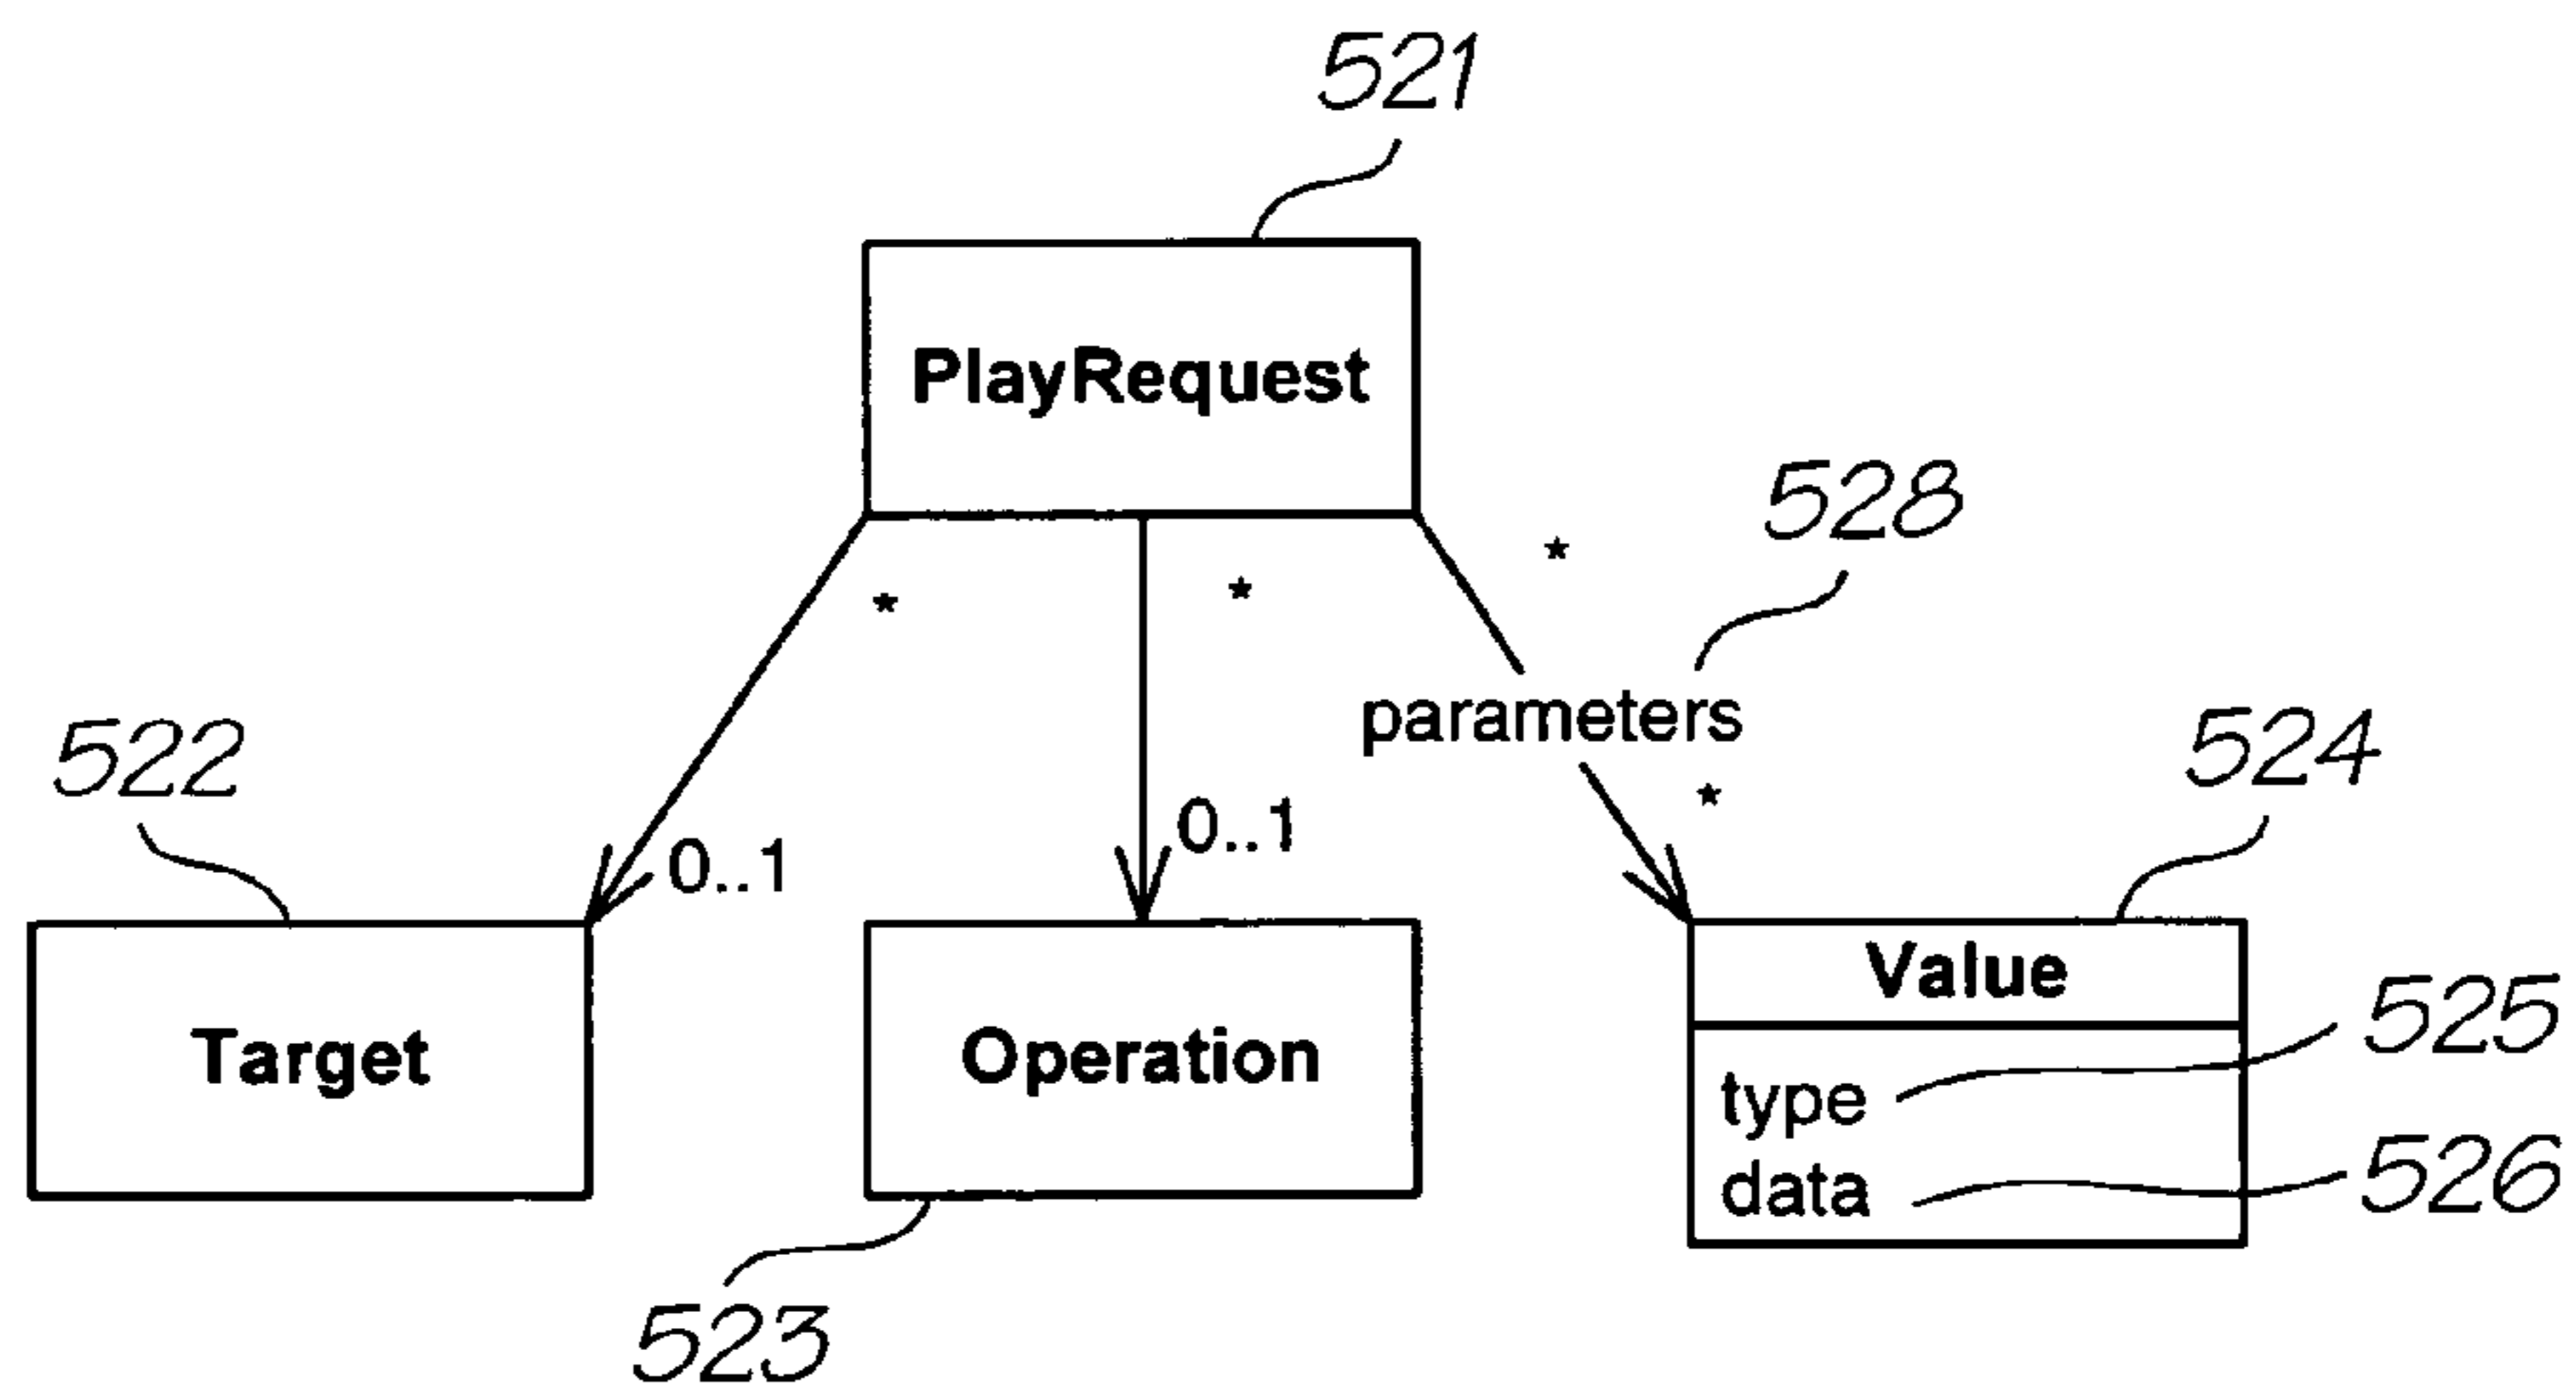 521
PlayRequest
528
*
*
*
parameters
522
524
*
0..1
0..1
Target
Operation
Value
525
type
data
526
523